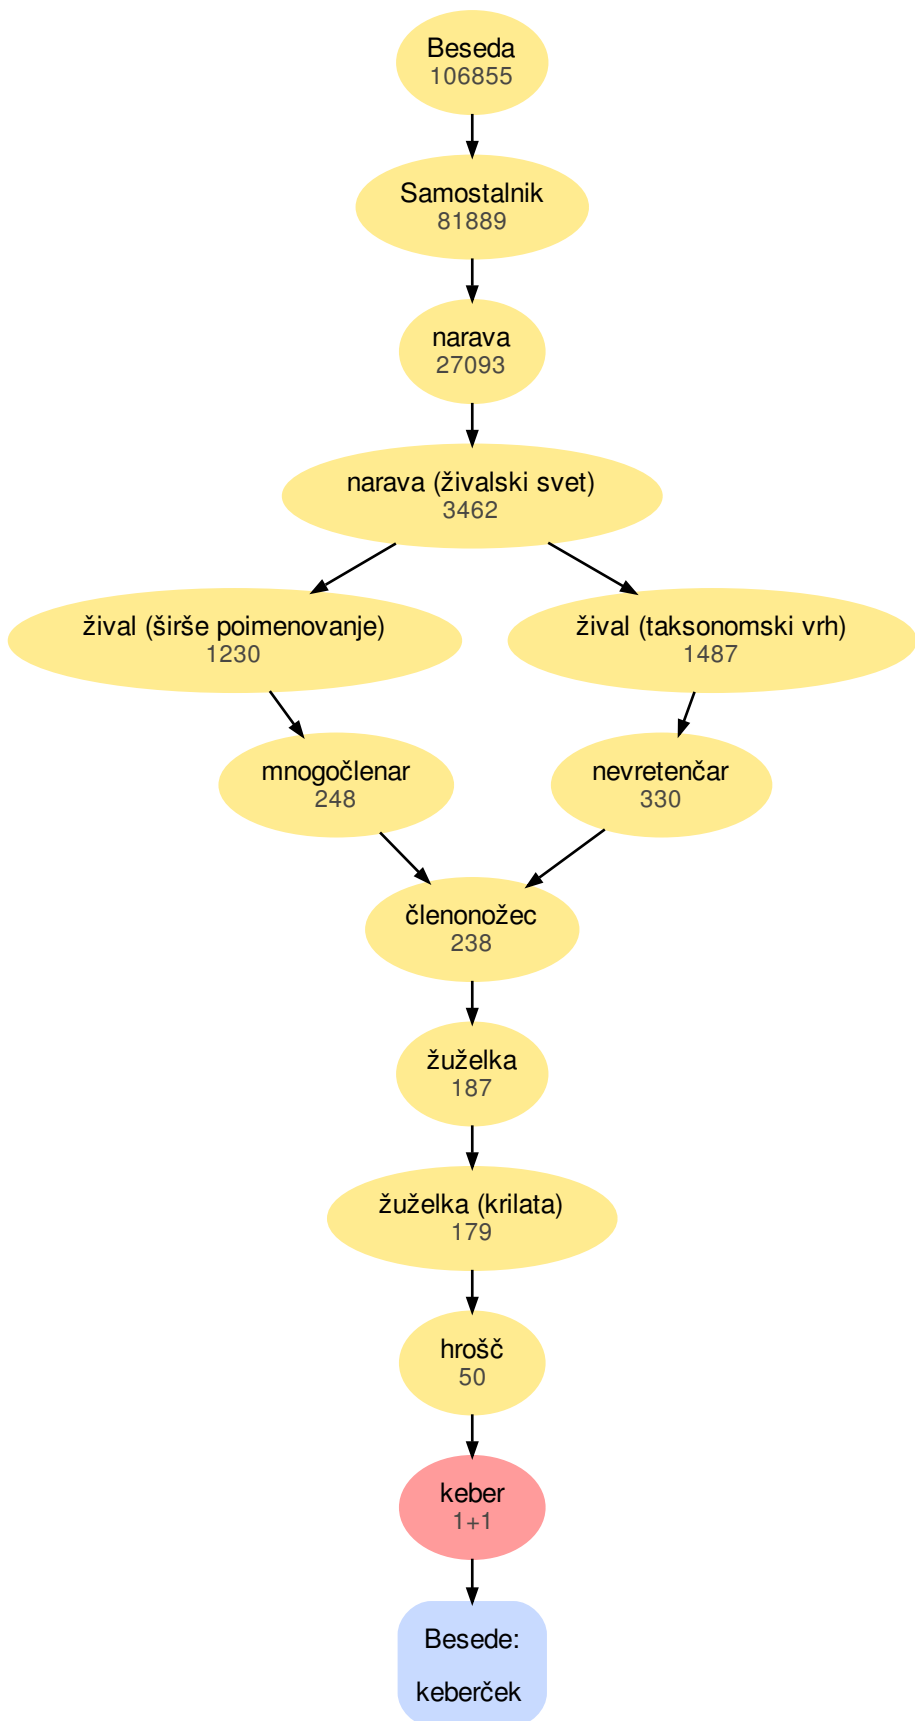 Beseda
106855
Samostalnik
81889
narava
27093
narava (živalski svet)
3462
žival (širše poimenovanje)
1230
žival (taksonomski vrh)
1487
mnogočlenar
248
nevretenčar
330
členonožec
238
žuželka
187
žuželka (krilata)
179
hrošč
50
keber
1+1
Besede:
keberček